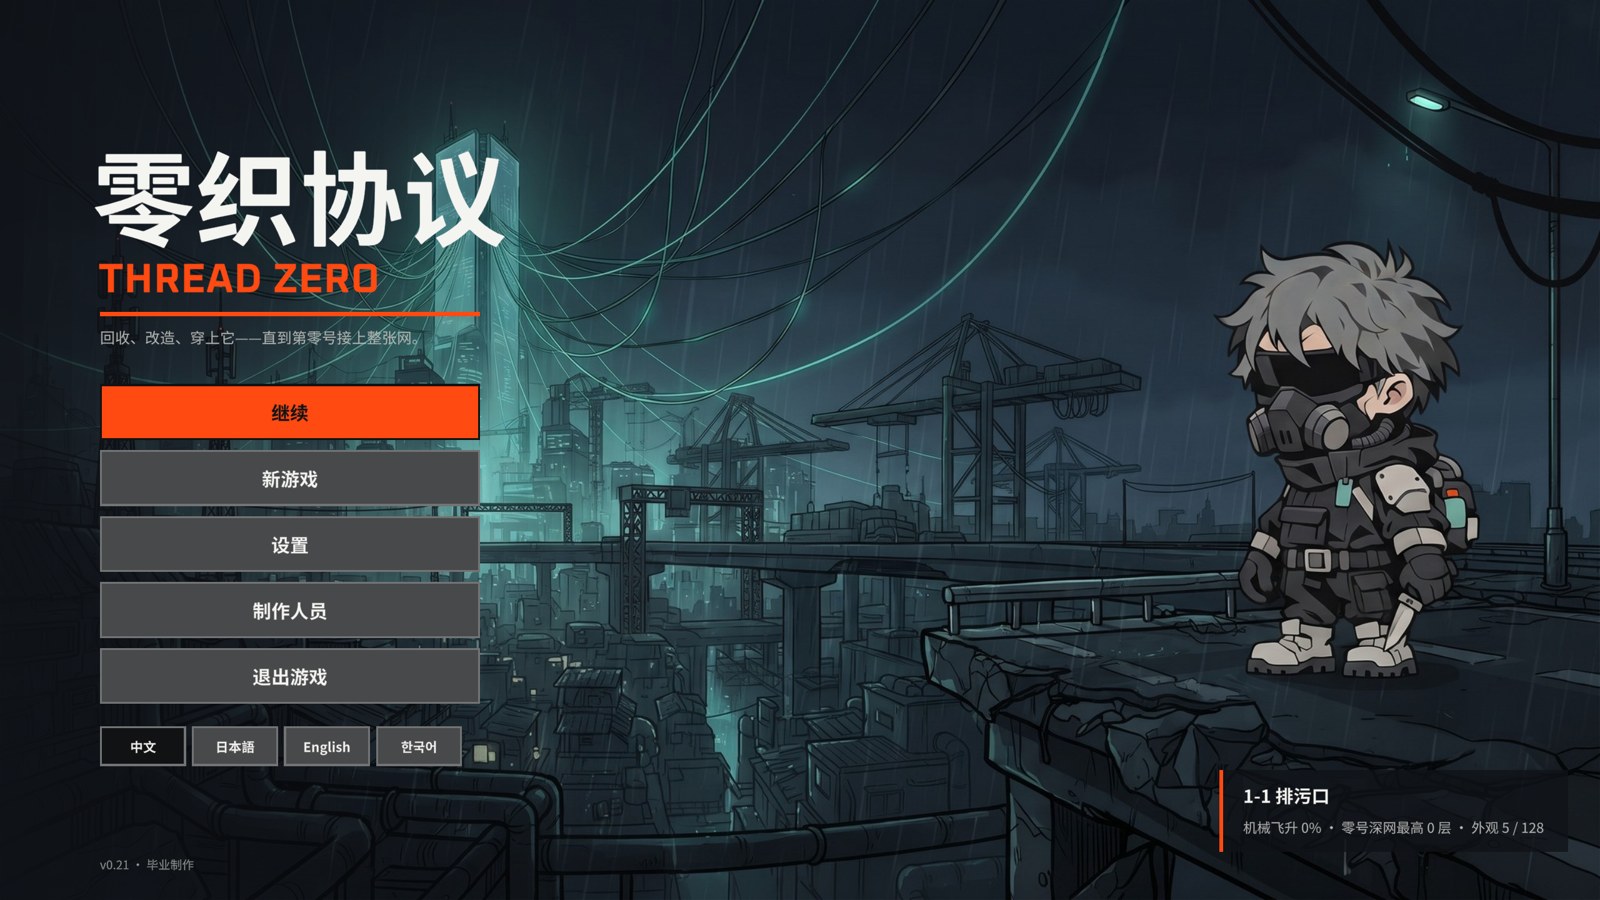 零织协议
THREAD ZERO
回收、改造、穿上它——直到第零号接上整张网。
继续
新游戏
设置
制作人员
退出游戏
中文 日本語 English 한국어
v0.21 · 毕业制作
1-1 排污口
机械飞升 0% · 零号深网最高 0 层 · 外观 5 / 128